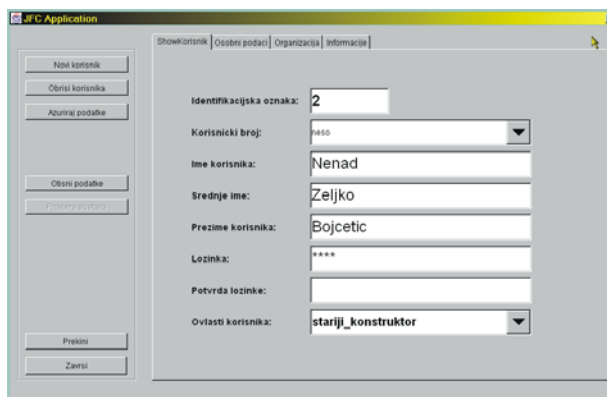 JFC Application
ShowKorisnik Osobni podaci Organizacija Informacije
Novi korisnik
Obrisi korisnika
Azuriraj podatke
Otisni podatke
Provjera sustava
Prekini
Zavrsi
Identifikacijska oznaka: 2
Korisnicki broj: neso
Ime korisnika: Nenad
Srednje ime: Zeljko
Prezime korisnika: Bojcetic
Lozinka: ****
Potvrda lozinke:
Ovlasti korisnika: stariji_konstruktor